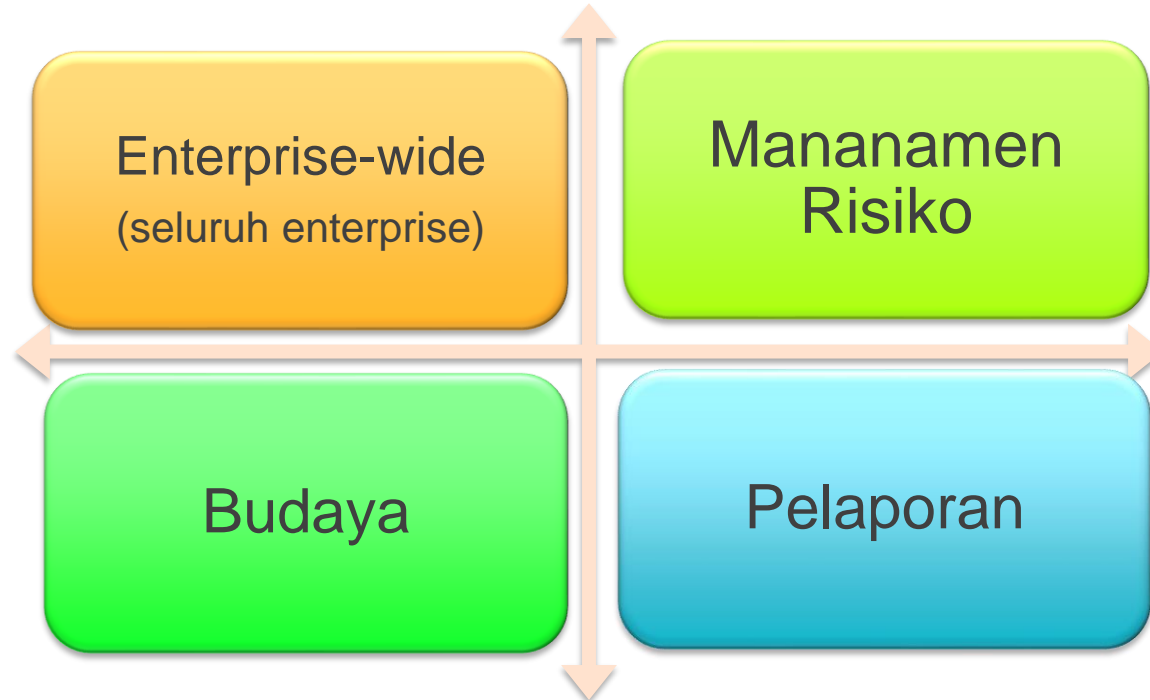 Enterprise-wide
(seluruh enterprise)
Mananamen
Risiko
Budaya
Pelaporan